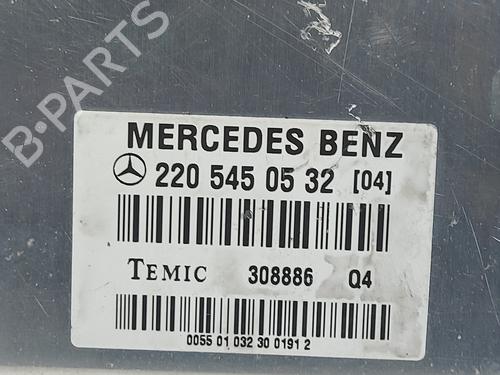 B-PARTS
MERCEDES BENZ
220 545 05 32 [04]
TEMIC 308886 Q4
0055 01 032 30 0191 2